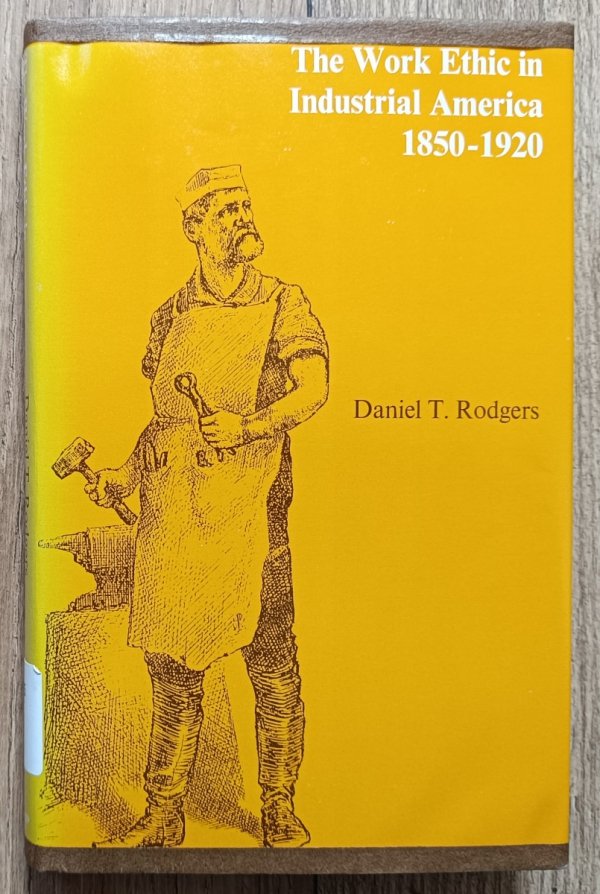 The Work Ethic in
Industrial America
1850-1920
Daniel T. Rodgers